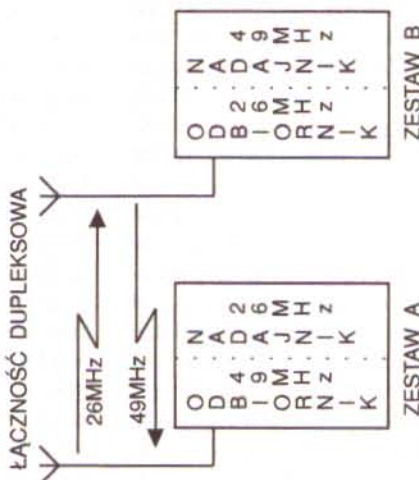 ŁĄCZNOŚĆ DUPLEKSOWA
26MHz
49MHz
ODBIORNIK
49MHz
NADAJNIK
26MHz
ZESTAW A
ODBIORNIK
26MHz
NADAJNIK
49MHz
ZESTAW B